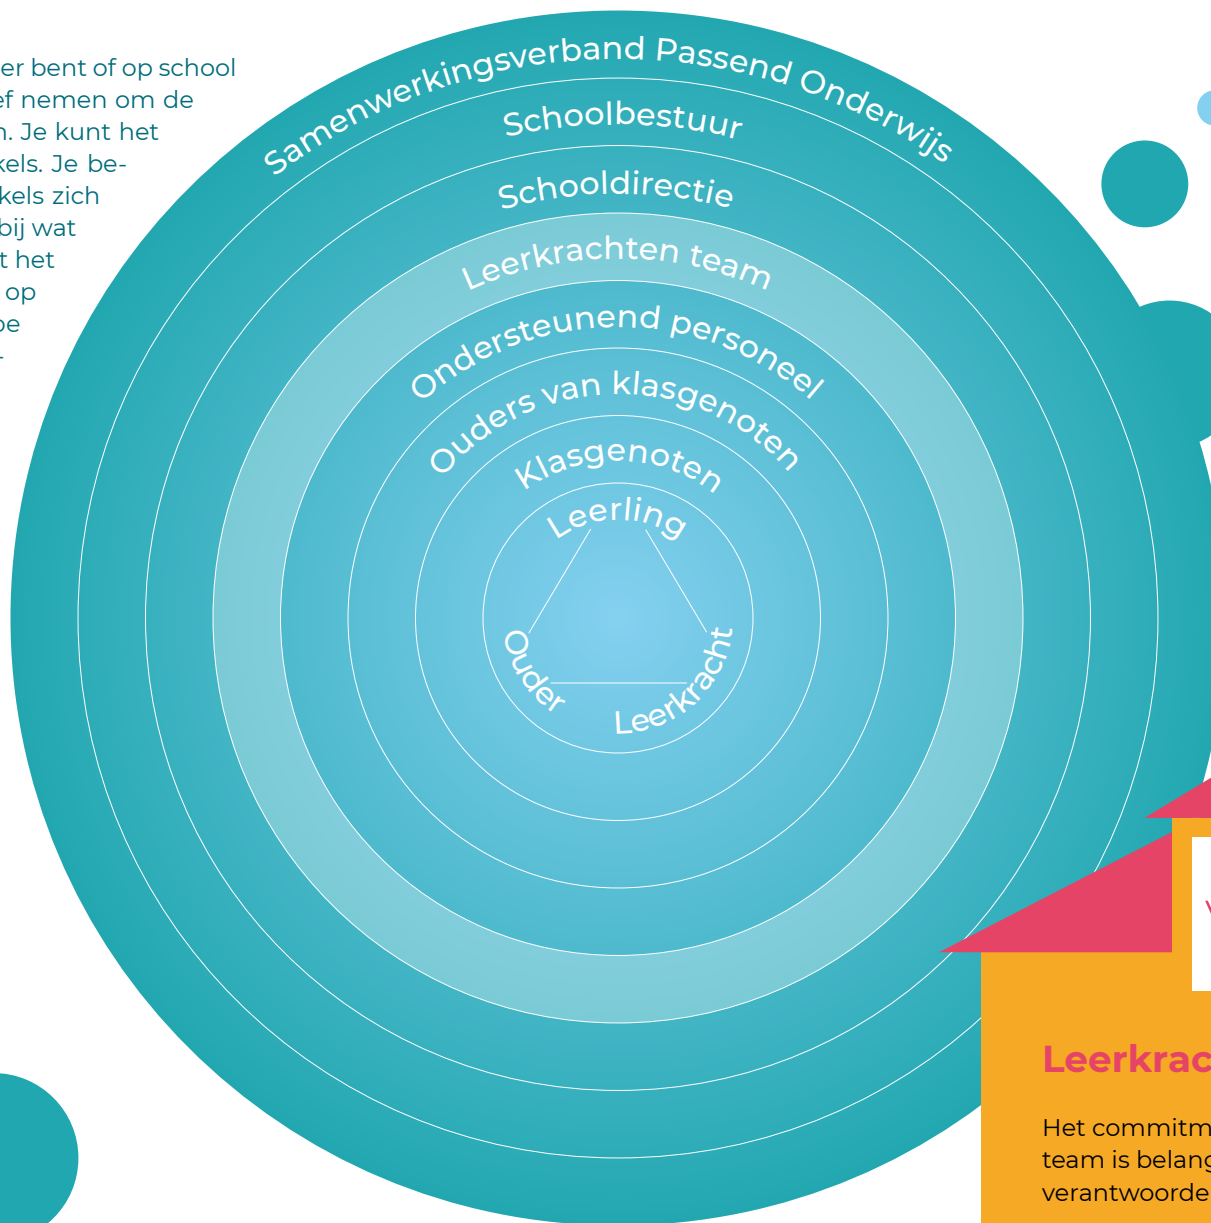 er bent of op school
ef nemen om de
n. Je kunt het
kels. Je be-
kels zich
bij wat
t het
op
be
-
Samenwerkingsverband Passend Onderwijs
Schoolbestuur
Schooldirectie
Leerkrachten team
Ondersteunend personeel
Ouders van klasgenoten
Klasgenoten
Leerling
Ouder
Leerkracht
Leerkrac
Het commitm
team is belang
verantwoorde